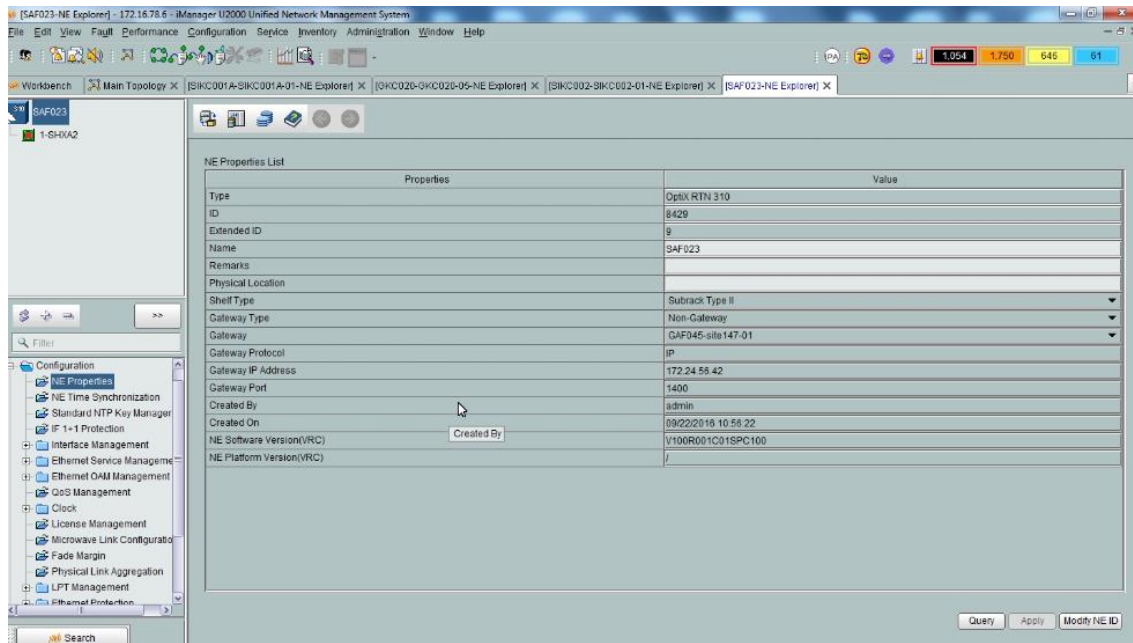 [SAF023-NE Explorer] - 172.16.78.6 - iManager U2000 Unified Network Management System
File Edit View Fault Performance Configuration Service Inventory Administration Window Help
1,054 1,750 646 61
Workbench Main Topology [SIKC001A-SIKC001A-01-NE Explorer] [GKC020-GKC020-05-NE Explorer] [SIKC002-SIKC002-01-NE Explorer] [SAF023-NE Explorer]
SAF023
1-SHXA2
NE Properties List
Properties Value
Type OptiX RTN 310
ID 8429
Extended ID 9
Name SAF023
Remarks
Physical Location
Shelf Type Subrack Type II
Gateway Type Non-Gateway
Gateway GAF045-site147-01
Gateway Protocol IP
Gateway IP Address 172.24.56.42
Gateway Port 1400
Created By admin
Created On 09/22/2016 10:56:22
Created By
NE Software Version(VRC) V100R001C01SPC100
NE Platform Version(VRC) /
>>
Filter
Configuration
NE Properties
NE Time Synchronization
Standard NTP Key Manager
IF 1+1 Protection
Interface Management
Ethernet Service Manageme
Ethernet OAM Management
QoS Management
Clock
License Management
Microwave Link Configuratio
Fade Margin
Physical Link Aggregation
LPT Management
Ethernet Protection
Search
Query Apply Modify NE ID